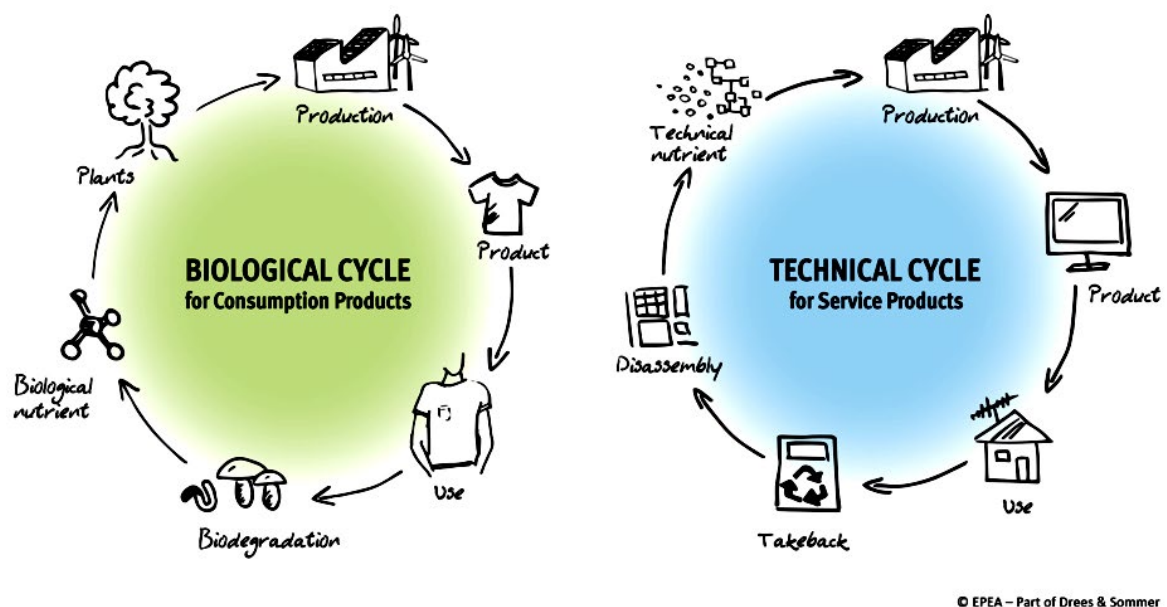 Production
Plants
Product
BIOLOGICAL CYCLE
for Consumption Products
Biological
nutrient
Use
Biodegradation
Production
Technical
nutrient
Product
TECHNICAL CYCLE
for Service Products
Disassembly
Use
Takeback
© EPEA – Part of Drees & Sommer